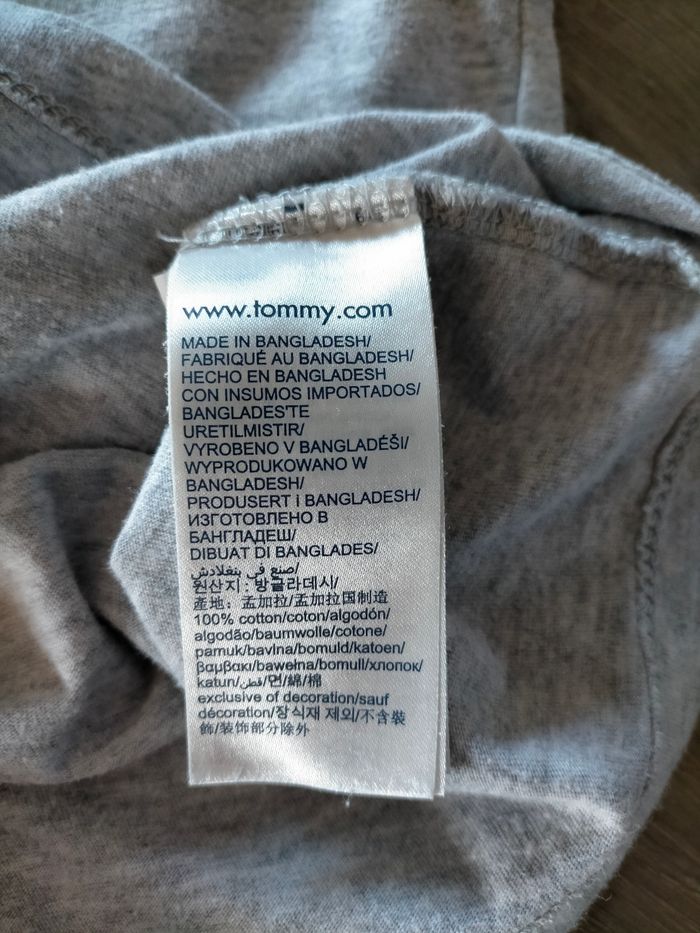 www.tommy.com
MADE IN BANGLADESH/
FABRIQUÉ AU BANGLADESH/
HECHO EN BANGLADESH
CON INSUMOS IMPORTADOS/
BANGLADES'TE
URETILMISTIR/
VYROBENO V BANGLADÉŠI/
WYPRODUKOWANO W
BANGLADESH/
PRODUSERT i BANGLADESH/
ИЗГОТОВЛЕНО В
БАНГЛАДЕШ/
DIBUAT DI BANGLADES/
صنع في بنغلادش/
원산지 : 방글라데시/
產地：孟加拉/孟加拉国制造
100% cotton/coton/algodón/
algodão/baumwolle/cotone/
pamuk/bavlna/bomuld/katoen/
βαμβακι/bawełna/bomull/хлопок/
katun/قطن/면/綿/棉
exclusive of decoration/sauf
décoration/장식재 제외/不含裝
飾/装饰部分除外